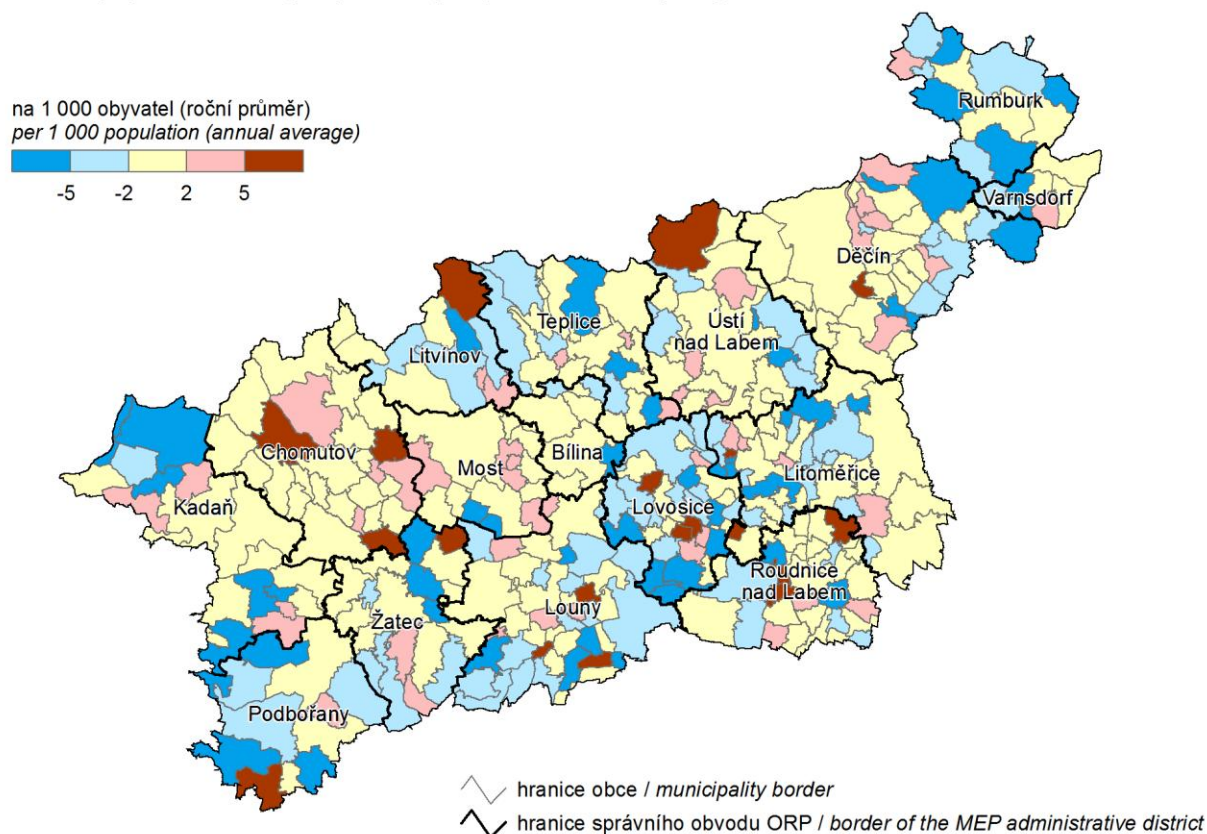 na 1 000 obyvatel (roční průměr)
per 1 000 population (annual average)
-5 -2 2 5
Rumburk
Varnsdorf
Děčín
Teplice
Ústí
nad Labem
Litvínov
Chomutov
Most
Bílina
Litoměřice
Kadaň
Lovosice
Roudnice
nad Labem
Louny
Žatec
Podbořany
hranice obce / municipality border
hranice správního obvodu ORP / border of the MEP administrative district